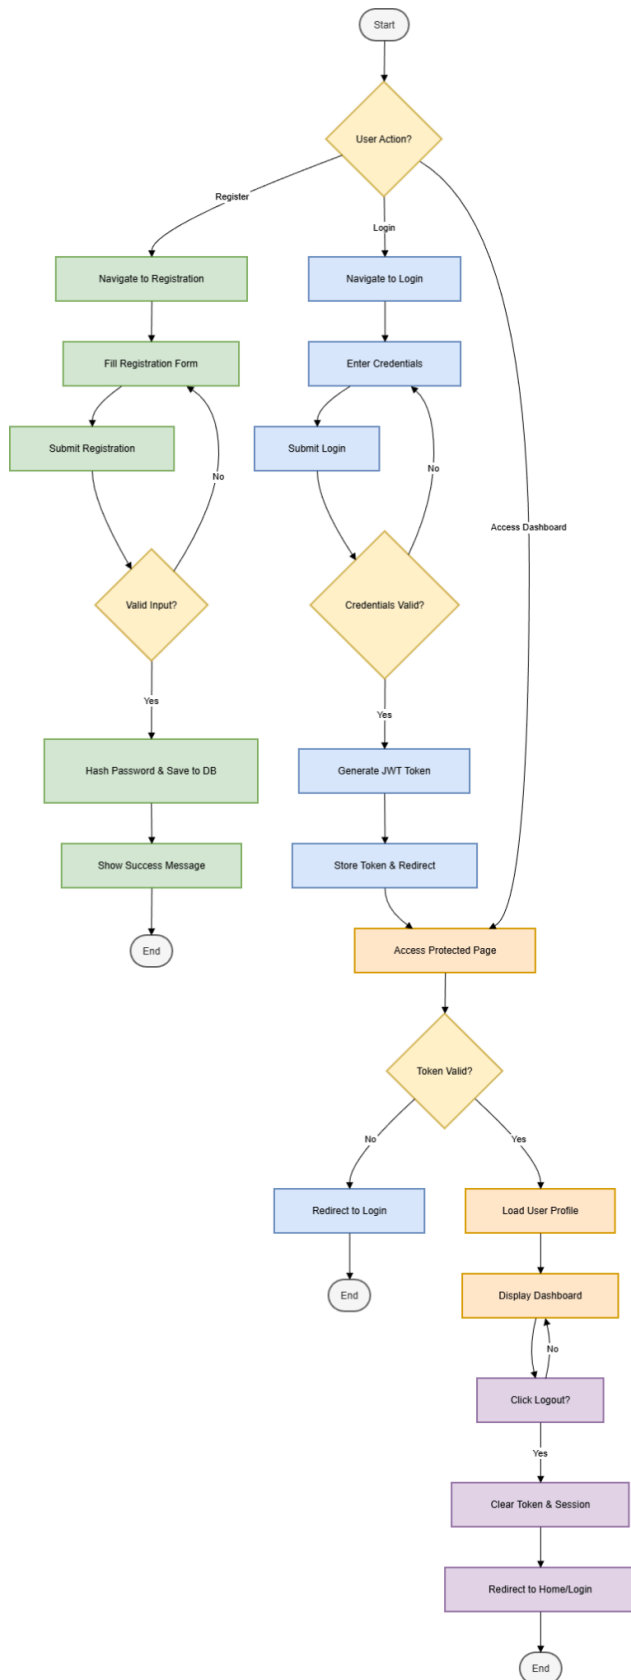 Start
User Action?
Register
Login
Navigate to Registration
Navigate to Login
Fill Registration Form
Enter Credentials
Submit Registration
Submit Login
No
No
Access Dashboard
Valid Input?
Credentials Valid?
Yes
Yes
Hash Password & Save to DB
Generate JWT Token
Show Success Message
Store Token & Redirect
End
Access Protected Page
Token Valid?
No
Yes
Redirect to Login
Load User Profile
End
Display Dashboard
No
Click Logout?
Yes
Clear Token & Session
Redirect to Home/Login
End